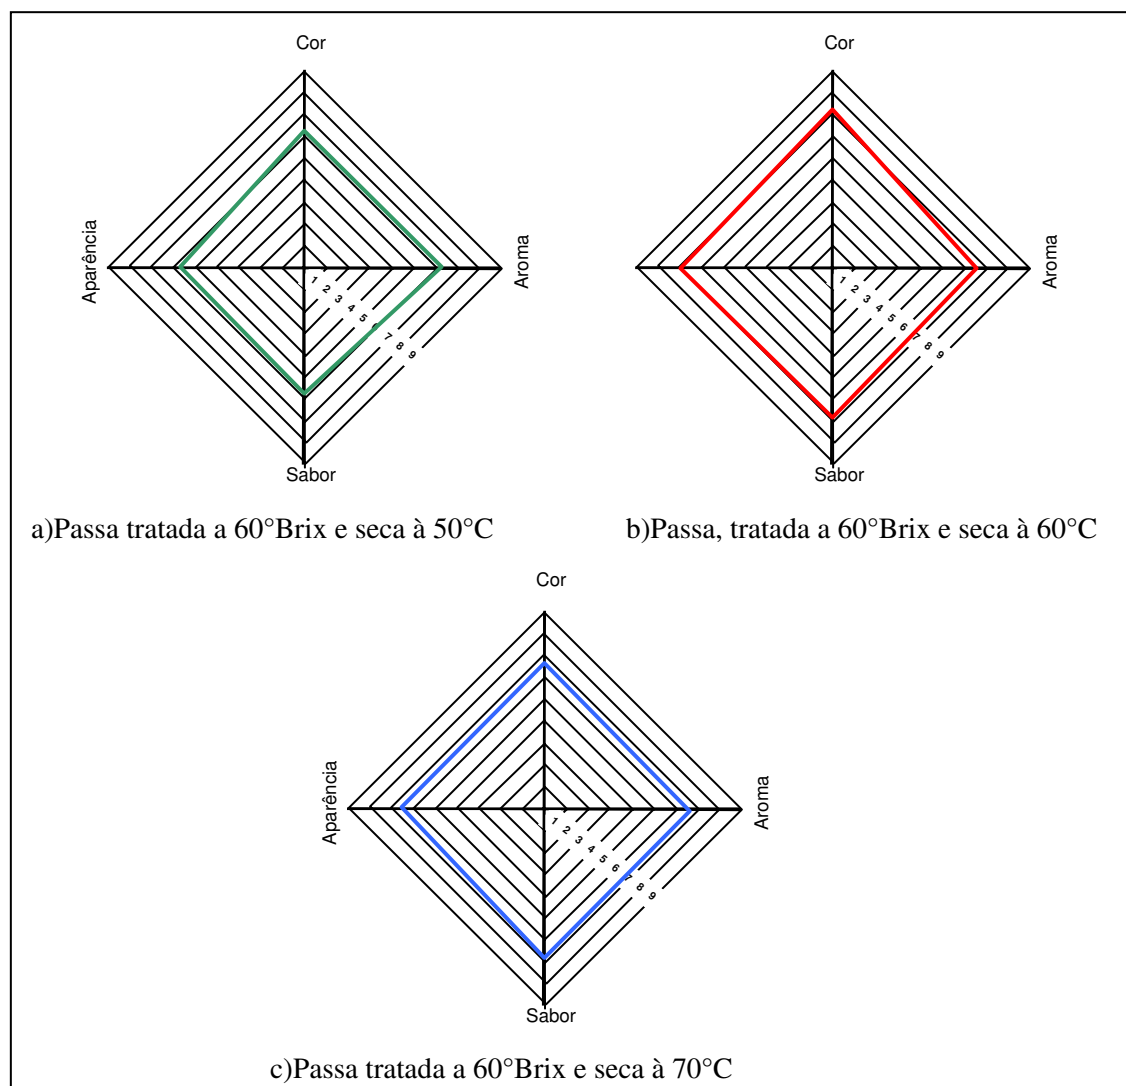 Cor
Cor
Aparência
Aroma
Aroma
1 2 3 4 5 6 7 8 9
1 2 3 4 5 6 7 8 9
Sabor
Sabor
a)Passa tratada a 60°Brix e seca à 50°C
b)Passa, tratada a 60°Brix e seca à 60°C
Cor
Aparência
Aroma
1 2 3 4 5 6 7 8 9
Sabor
c)Passa tratada a 60°Brix e seca à 70°C